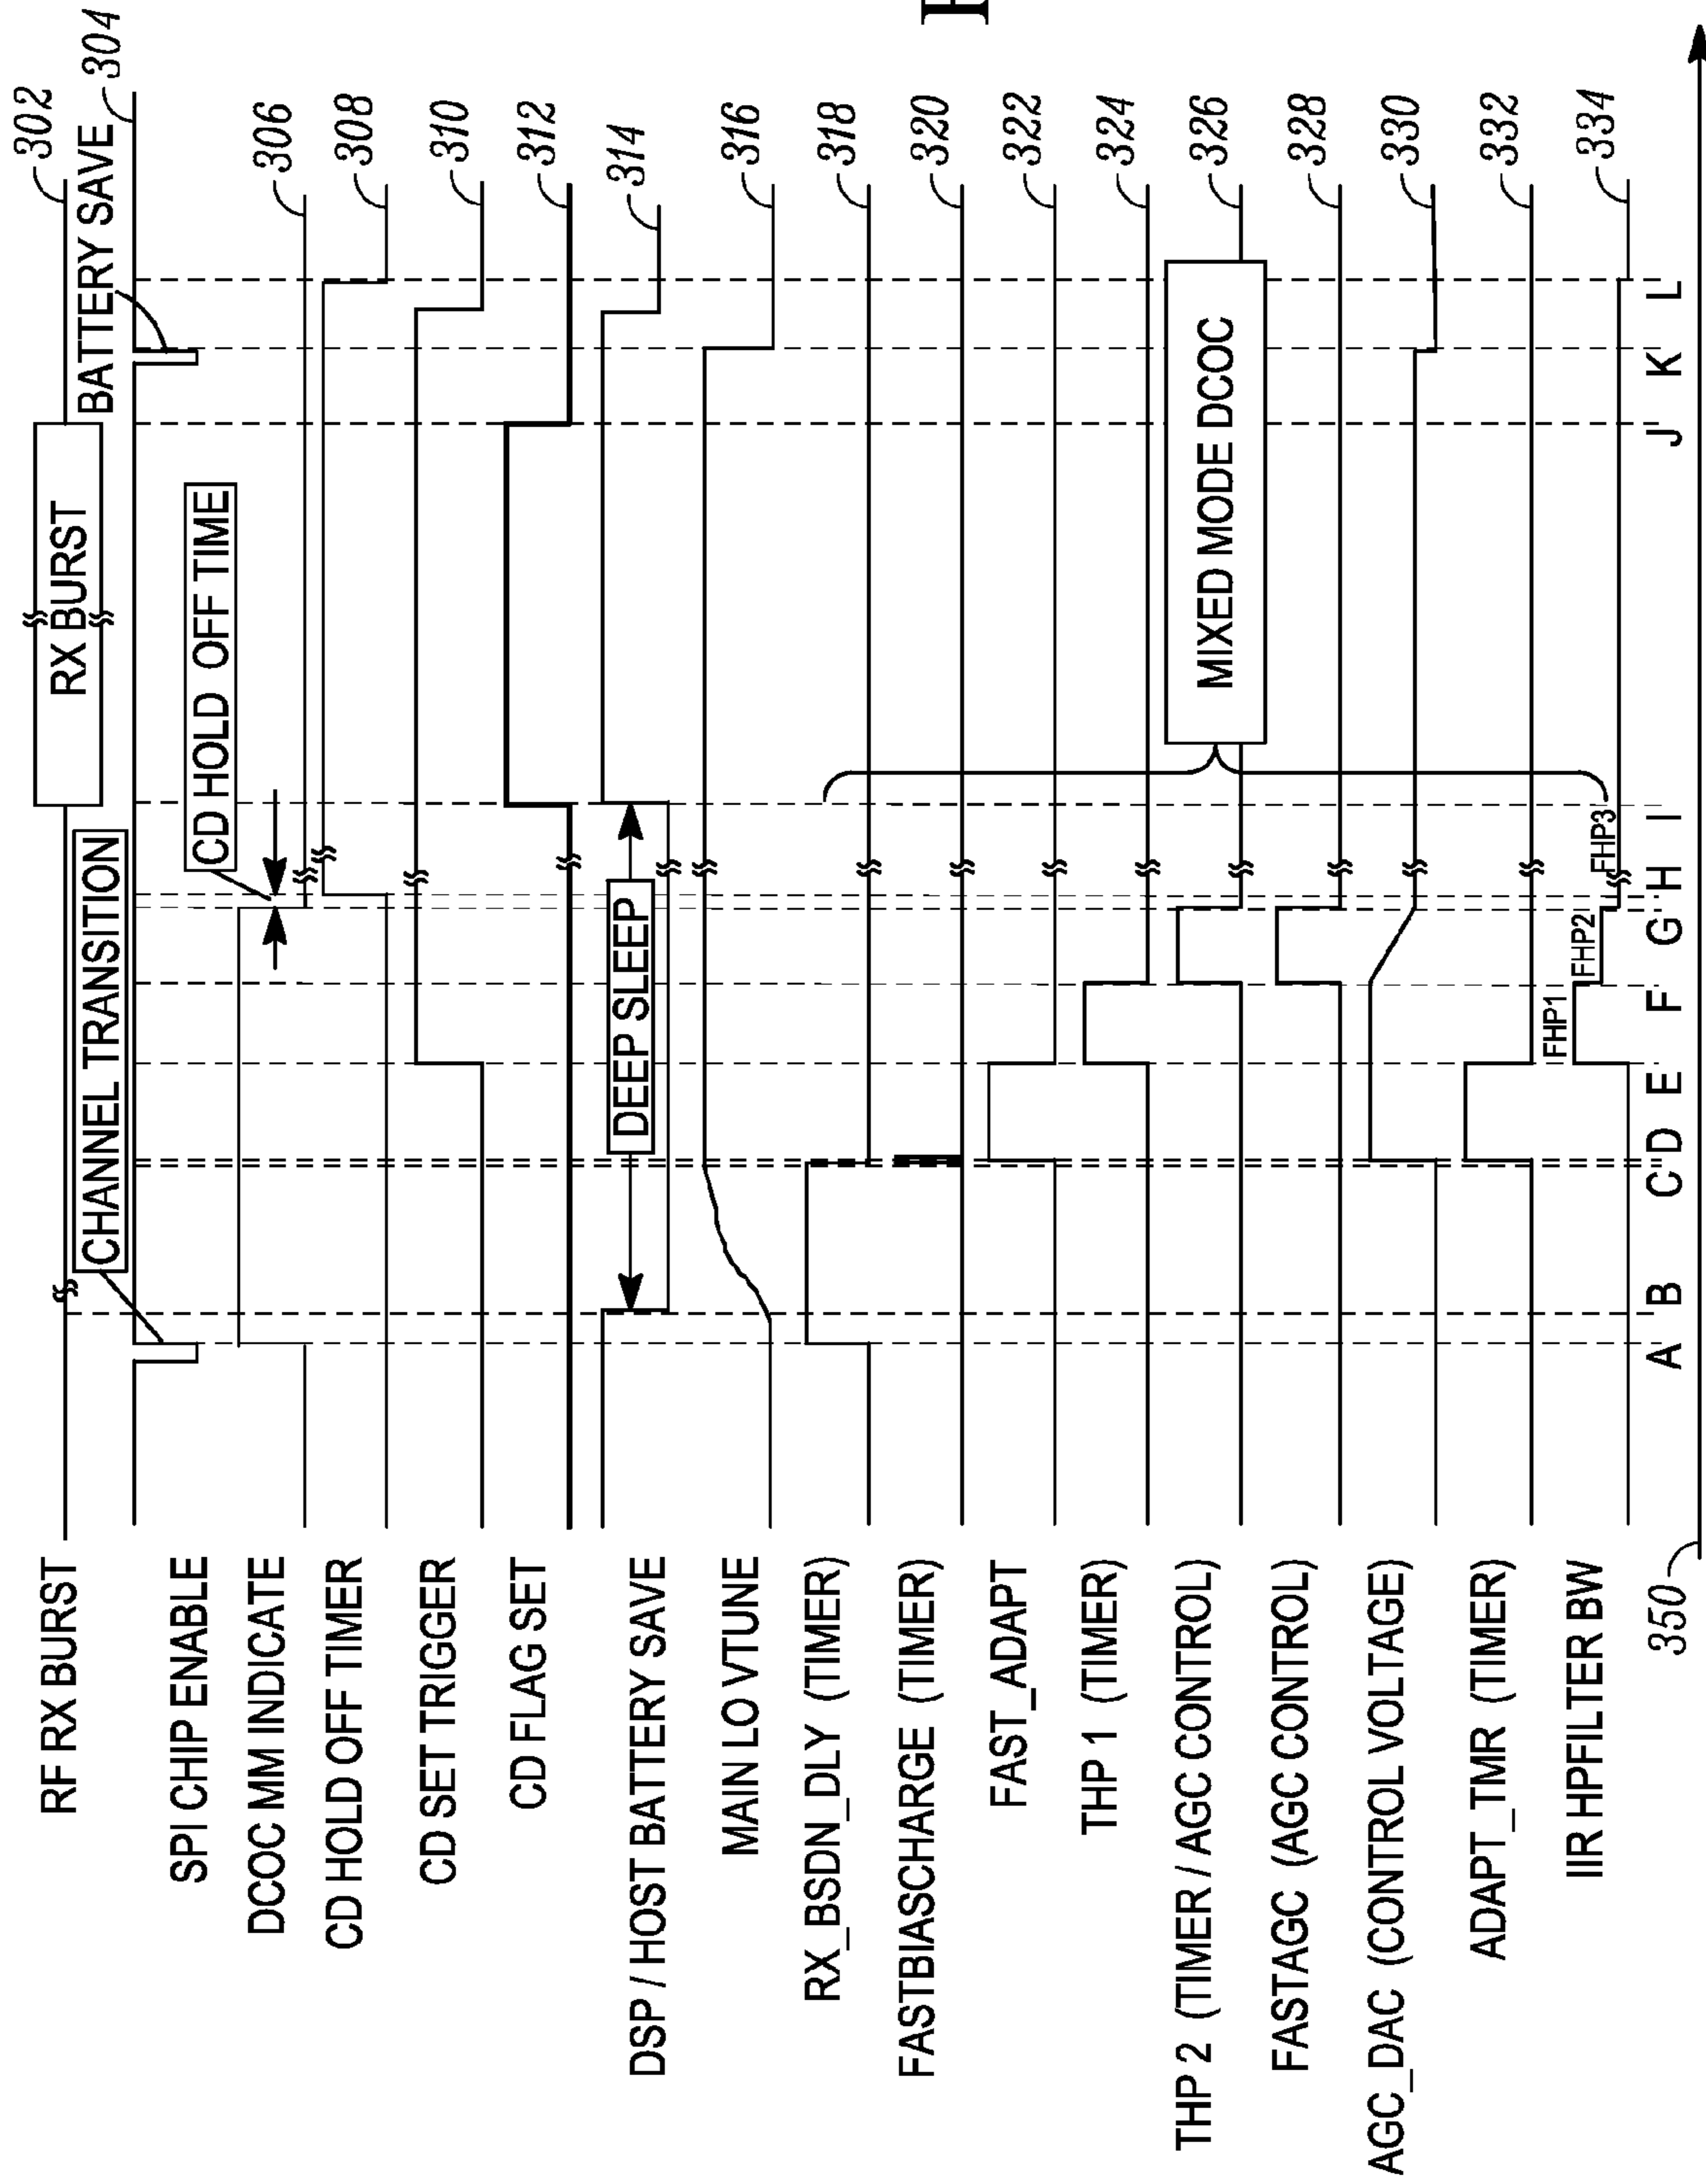 RF RX BURST
RX BURST
302
SPI CHIP ENABLE
CHANNEL TRANSITION
BATTERY SAVE
304
DCOC MM INDICATE
CD HOLD OFF TIME
306
CD HOLD OFF TIMER
308
CD SET TRIGGER
310
CD FLAG SET
312
DSP / HOST BATTERY SAVE
DEEP SLEEP
314
MAIN LO VTUNE
316
RX_BSDN_DLY (TIMER)
318
FASTBIASCHARGE (TIMER)
320
FAST_ADAPT
322
THP 1 (TIMER)
324
THP 2 (TIMER / AGC CONTROL)
MIXED MODE DCOC
326
FASTAGC (AGC CONTROL)
328
AGC_DAC (CONTROL VOLTAGE)
330
ADAPT_TMR (TIMER)
332
IIR HPFILTER BW
FHP1
FHP2
FHP3
334
A B C D E F G H I J K L
350